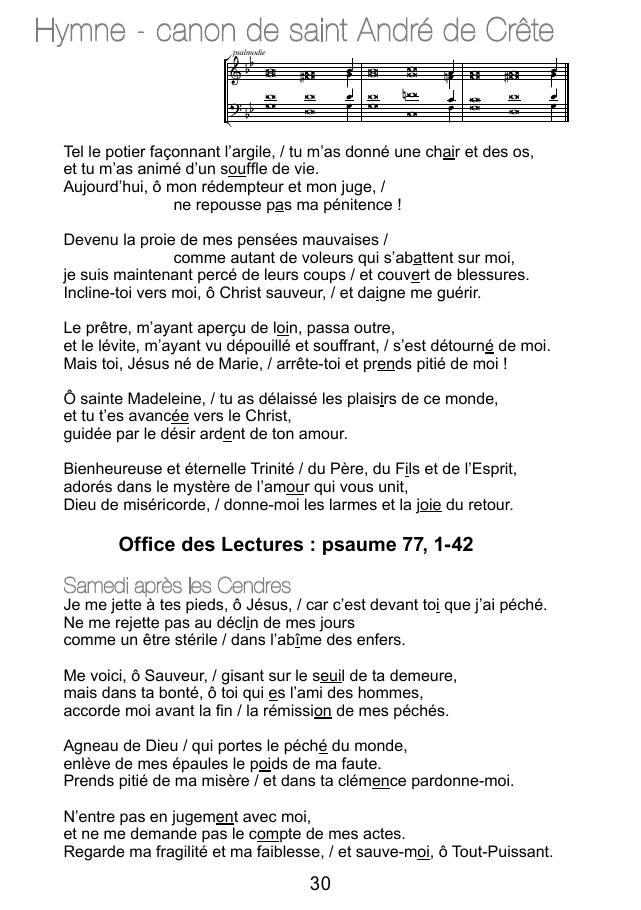 Hymne - canon de saint André de Crête
psalmodie
Tel le potier façonnant l'argile, / tu m'as donné une chair et des os,
et tu m'as animé d'un souffle de vie.
Aujourd'hui, ô mon rédempteur et mon juge, /
ne repousse pas ma pénitence !
Devenu la proie de mes pensées mauvaises /
comme autant de voleurs qui s'abattent sur moi,
je suis maintenant percé de leurs coups / et couvert de blessures.
Incline-toi vers moi, ô Christ sauveur, / et daigne me guérir.
Le prêtre, m'ayant aperçu de loin, passa outre,
et le lévite, m'ayant vu dépouillé et souffrant, / s'est détourné de moi.
Mais toi, Jésus né de Marie, / arrête-toi et prends pitié de moi !
Ô sainte Madeleine, / tu as délaissé les plaisirs de ce monde,
et tu t'es avancée vers le Christ,
guidée par le désir ardent de ton amour.
Bienheureuse et éternelle Trinité / du Père, du Fils et de l'Esprit,
adorés dans le mystère de l'amour qui vous unit,
Dieu de miséricorde, / donne-moi les larmes et la joie du retour.
Office des Lectures : psaume 77, 1-42
Samedi après les Cendres
Je me jette à tes pieds, ô Jésus, / car c'est devant toi que j'ai péché.
Ne me rejette pas au déclin de mes jours
comme un être stérile / dans l'abîme des enfers.
Me voici, ô Sauveur, / gisant sur le seuil de ta demeure,
mais dans ta bonté, ô toi qui es l'ami des hommes,
accorde moi avant la fin / la rémission de mes péchés.
Agneau de Dieu / qui portes le péché du monde,
enlève de mes épaules le poids de ma faute.
Prends pitié de ma misère / et dans ta clémence pardonne-moi.
N'entre pas en jugement avec moi,
et ne me demande pas le compte de mes actes.
Regarde ma fragilité et ma faiblesse, / et sauve-moi, ô Tout-Puissant.
30